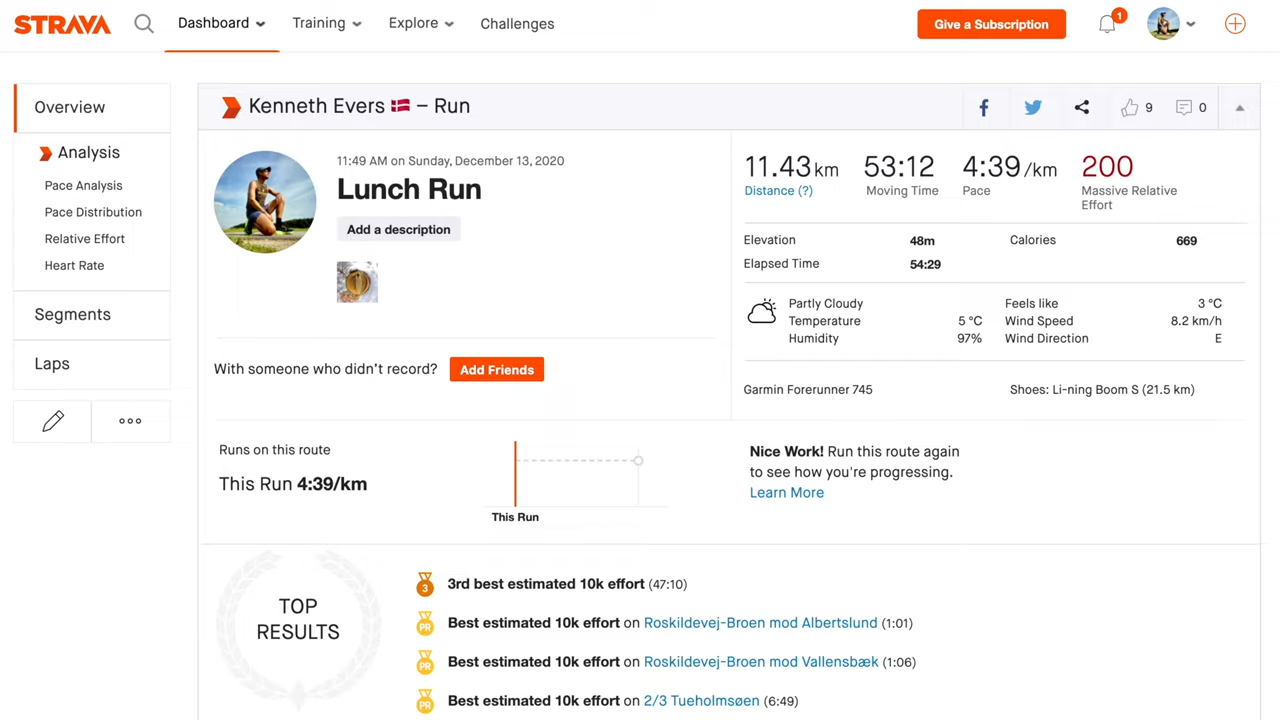 STRAVA Dashboard Training Explore Challenges Give a Subscription 1
Overview
Analysis
Pace Analysis
Pace Distribution
Relative Effort
Heart Rate
Segments
Laps
Kenneth Evers 🇩🇰 – Run
9 0
11:49 AM on Sunday, December 13, 2020
Lunch Run
Add a description
With someone who didn't record? Add Friends
11.43 km 53:12 4:39 /km 200
Distance (?) Moving Time Pace Massive Relative
Effort
Elevation 48m Calories 669
Elapsed Time 54:29
Partly Cloudy Feels like 3 °C
Temperature 5 °C Wind Speed 8.2 km/h
Humidity 97% Wind Direction E
Garmin Forerunner 745 Shoes: Li-ning Boom S (21.5 km)
Runs on this route
This Run 4:39/km
This Run
Nice Work! Run this route again
to see how you're progressing.
Learn More
TOP
RESULTS
3 3rd best estimated 10k effort (47:10)
PR Best estimated 10k effort on Roskildevej-Broen mod Albertslund (1:01)
PR Best estimated 10k effort on Roskildevej-Broen mod Vallensbæk (1:06)
PR Best estimated 10k effort on 2/3 Tueholmsøen (6:49)